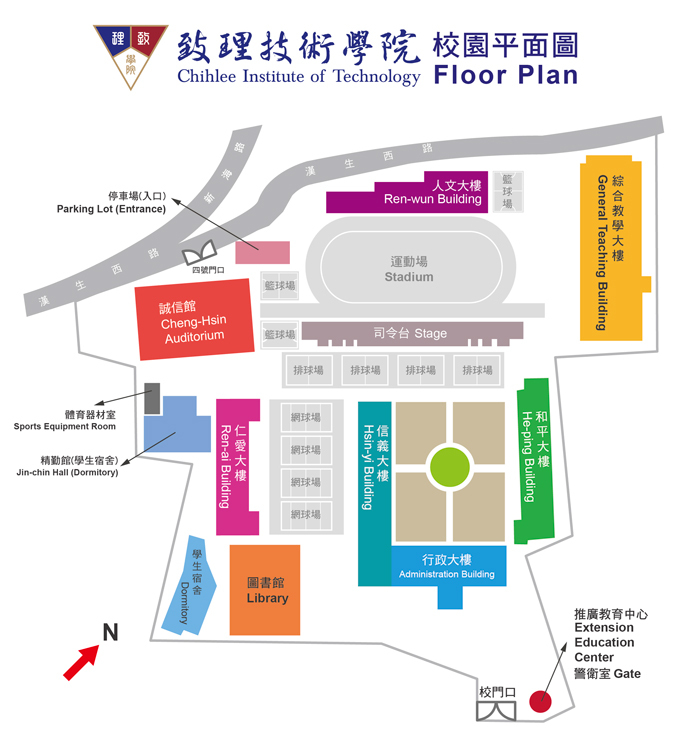 致理
學院
致理技術學院 校園平面圖
Chihlee Institute of Technology Floor Plan
新海路
漢生西路
漢生西路
停車場(入口)
Parking Lot (Entrance)
四號門口
人文大樓
Ren-wun Building
籃球場
綜合教學大樓
General Teaching Building
運動場
Stadium
籃球場
誠信館
Cheng-Hsin
Auditorium
籃球場
司令台 Stage
排球場
排球場
排球場
排球場
體育器材室
Sports Equipment Room
精勤館(學生宿舍)
Jin-chin Hall (Dormitory)
仁愛大樓
Ren-ai Building
網球場
網球場
網球場
網球場
信義大樓
Hsin-yi Building
和平大樓
He-ping Building
學生宿舍
Dormitory
圖書館
Library
行政大樓
Administration Building
N
推廣教育中心
Extension
Education
Center
警衛室 Gate
校門口